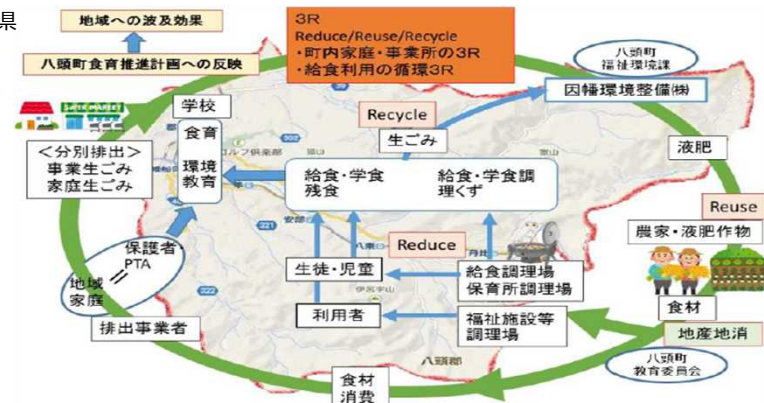 県
地域への波及効果
八頭町食育推進計画への反映
3R
Reduce/Reuse/Recycle
・町内家庭・事業所の3R
・給食利用の循環3R
八頭町
福祉環境課
因幡環境整備㈱
学校
食育
環境
教育
Recycle
生ごみ
液肥
<分別排出>
事業生ごみ
家庭生ごみ
給食・学食
残食
給食・学食調
理くず
Reuse
農家・液肥作物
Reduce
保護者・
PTA
=
地域
家庭
生徒・児童
給食調理場
保育所調理場
食材
利用者
福祉施設等
調理場
地産地消
排出事業者
八頭郡
八頭町
教育委員会
食材
消費
322
321
302